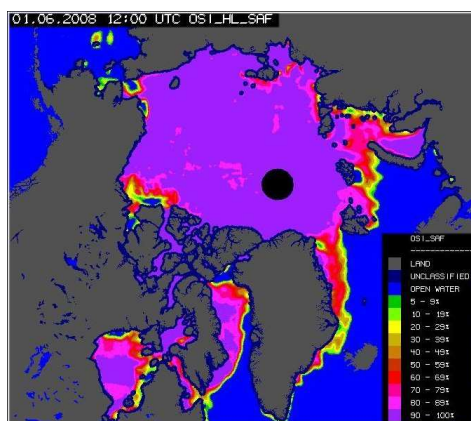 01.06.2008 12:00 UTC OSI_HL_SAF
OSI_SAF
------------------
LAND
UNCLASSIFIED
OPEN WATER
5 - 9%
10 - 19%
20 - 29%
30 - 39%
40 - 49%
50 - 59%
60 - 69%
70 - 79%
80 - 89%
90 - 100%